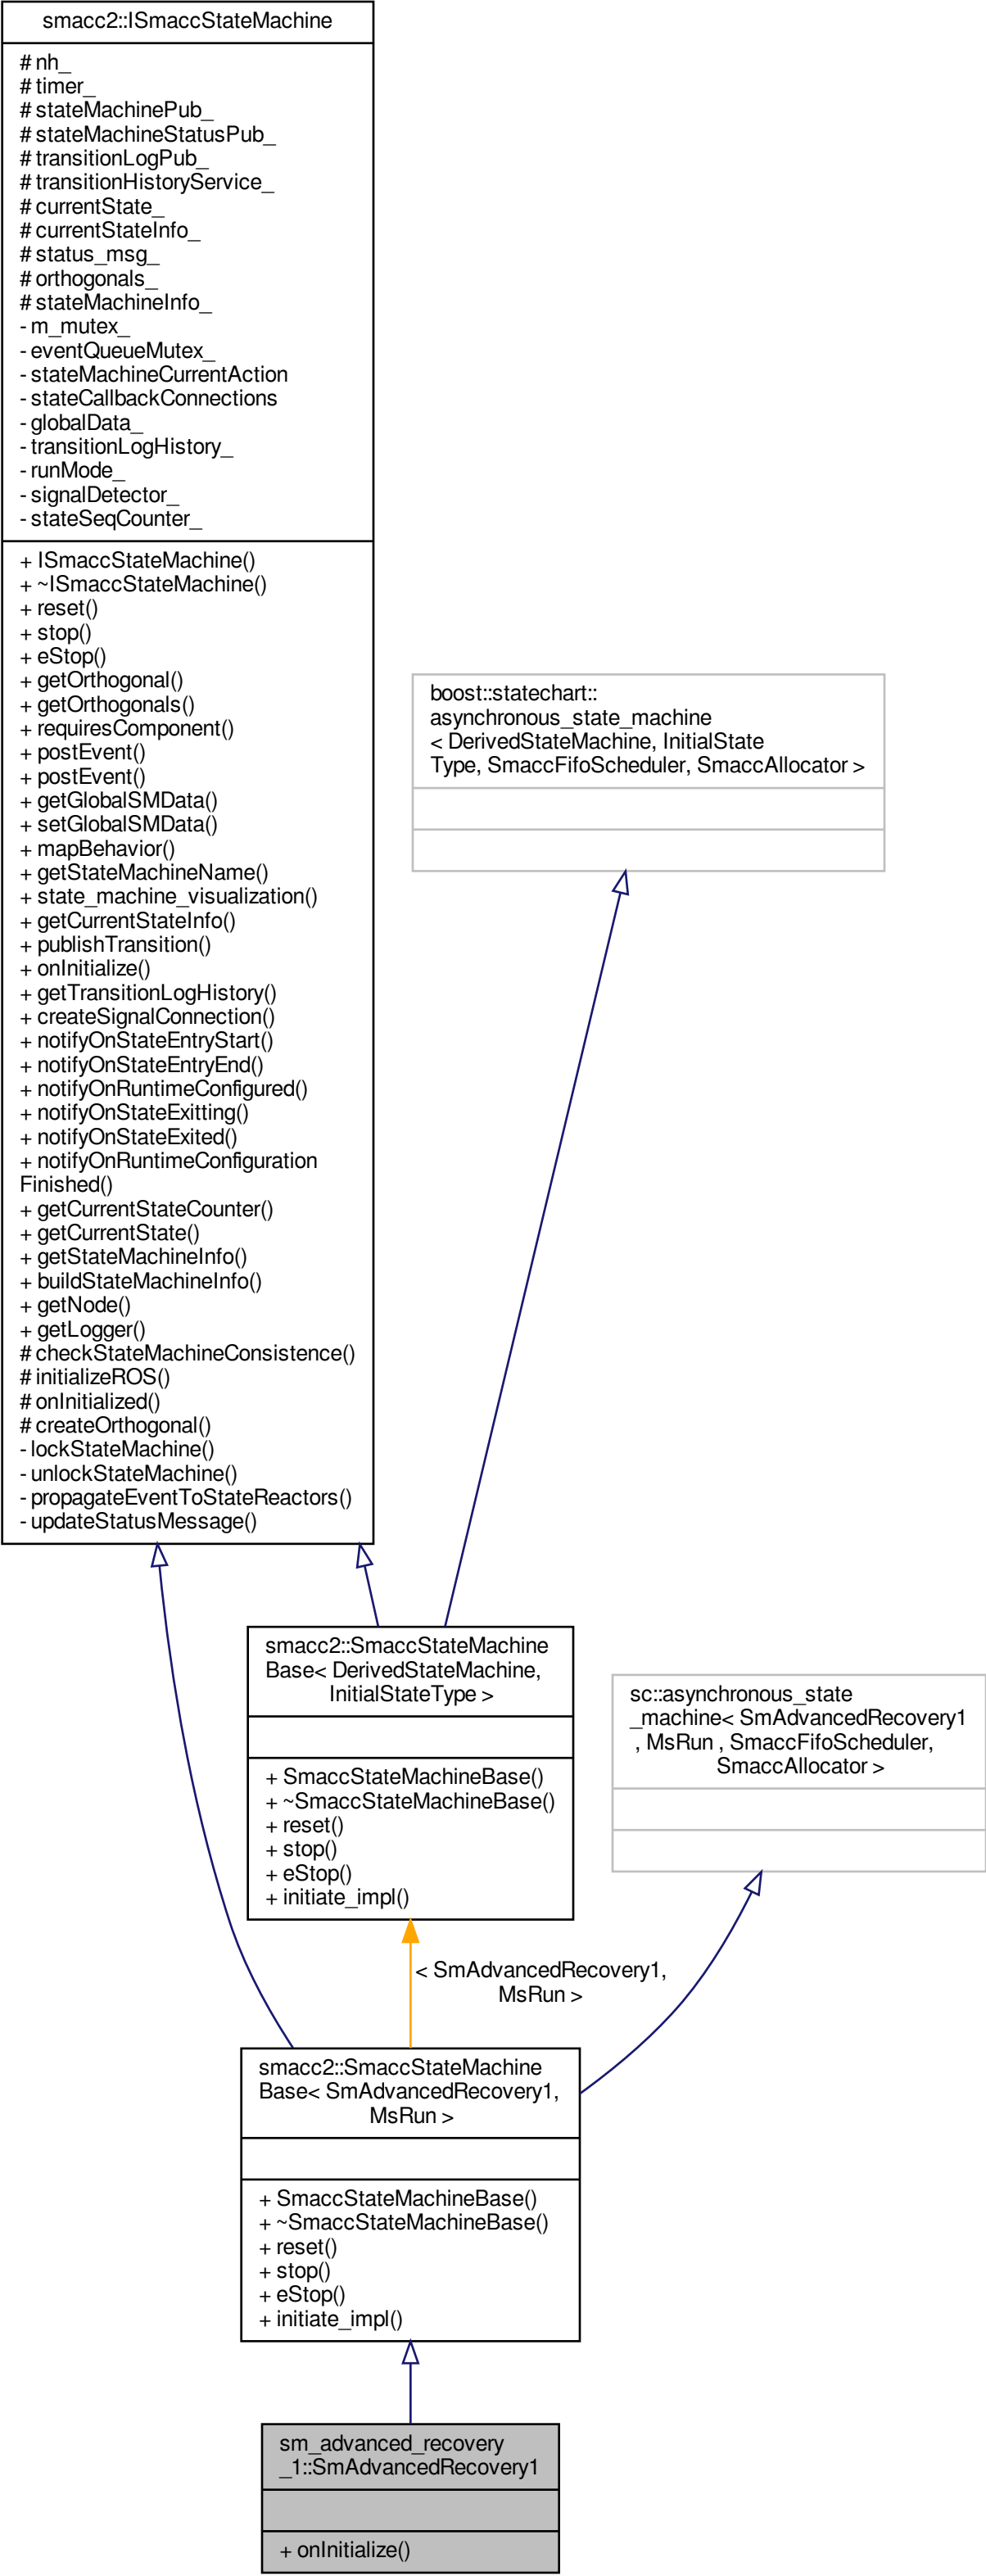 smacc2::ISmaccStateMachine
# nh_
# timer_
# stateMachinePub_
# stateMachineStatusPub_
# transitionLogPub_
# transitionHistoryService_
# currentState_
# currentStateInfo_
# status_msg_
# orthogonals_
# stateMachineInfo_
- m_mutex_
- eventQueueMutex_
- stateMachineCurrentAction
- stateCallbackConnections
- globalData_
- transitionLogHistory_
- runMode_
- signalDetector_
- stateSeqCounter_
+ ISmaccStateMachine()
+ ~ISmaccStateMachine()
+ reset()
+ stop()
+ eStop()
+ getOrthogonal()
+ getOrthogonals()
+ requiresComponent()
+ postEvent()
+ postEvent()
+ getGlobalSMData()
+ setGlobalSMData()
+ mapBehavior()
+ getStateMachineName()
+ state_machine_visualization()
+ getCurrentStateInfo()
+ publishTransition()
+ onInitialize()
+ getTransitionLogHistory()
+ createSignalConnection()
+ notifyOnStateEntryStart()
+ notifyOnStateEntryEnd()
+ notifyOnRuntimeConfigured()
+ notifyOnStateExitting()
+ notifyOnStateExited()
+ notifyOnRuntimeConfiguration
Finished()
+ getCurrentStateCounter()
+ getCurrentState()
+ getStateMachineInfo()
+ buildStateMachineInfo()
+ getNode()
+ getLogger()
# checkStateMachineConsistence()
# initializeROS()
# onInitialized()
# createOrthogonal()
- lockStateMachine()
- unlockStateMachine()
- propagateEventToStateReactors()
- updateStatusMessage()
boost::statechart::
asynchronous_state_machine
< DerivedStateMachine, InitialState
Type, SmaccFifoScheduler, SmaccAllocator >
smacc2::SmaccStateMachine
Base< DerivedStateMachine,
InitialStateType >
+ SmaccStateMachineBase()
+ ~SmaccStateMachineBase()
+ reset()
+ stop()
+ eStop()
+ initiate_impl()
sc::asynchronous_state
_machine< SmAdvancedRecovery1
, MsRun , SmaccFifoScheduler,
SmaccAllocator >
< SmAdvancedRecovery1,
MsRun >
smacc2::SmaccStateMachine
Base< SmAdvancedRecovery1,
MsRun >
+ SmaccStateMachineBase()
+ ~SmaccStateMachineBase()
+ reset()
+ stop()
+ eStop()
+ initiate_impl()
sm_advanced_recovery
_1::SmAdvancedRecovery1
+ onInitialize()